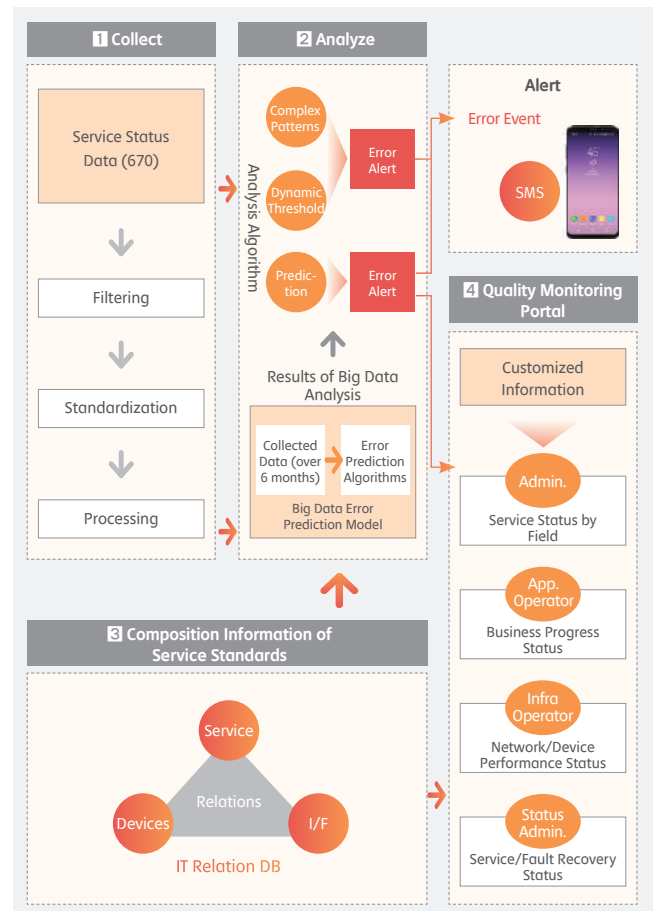 1 Collect
Service Status
Data (670)
Filtering
Standardization
Processing
2 Analyze
Analysis Algorithm
Complex
Patterns
Dynamic
Threshold
Error
Alert
Predic-
tion
Error
Alert
Results of Big Data
Analysis
Collected
Data (over
6 months)
Error
Prediction
Algorithms
Big Data Error
Prediction Model
Alert
Error Event
SMS
4 Quality Monitoring
Portal
Customized
Information
Admin.
Service Status by
Field
App.
Operator
Business Progress
Status
Infra
Operator
Network/Device
Performance Status
Status
Admin.
Service/Fault Recovery
Status
3 Composition Information of
Service Standards
Service
Relations
Devices
I/F
IT Relation DB